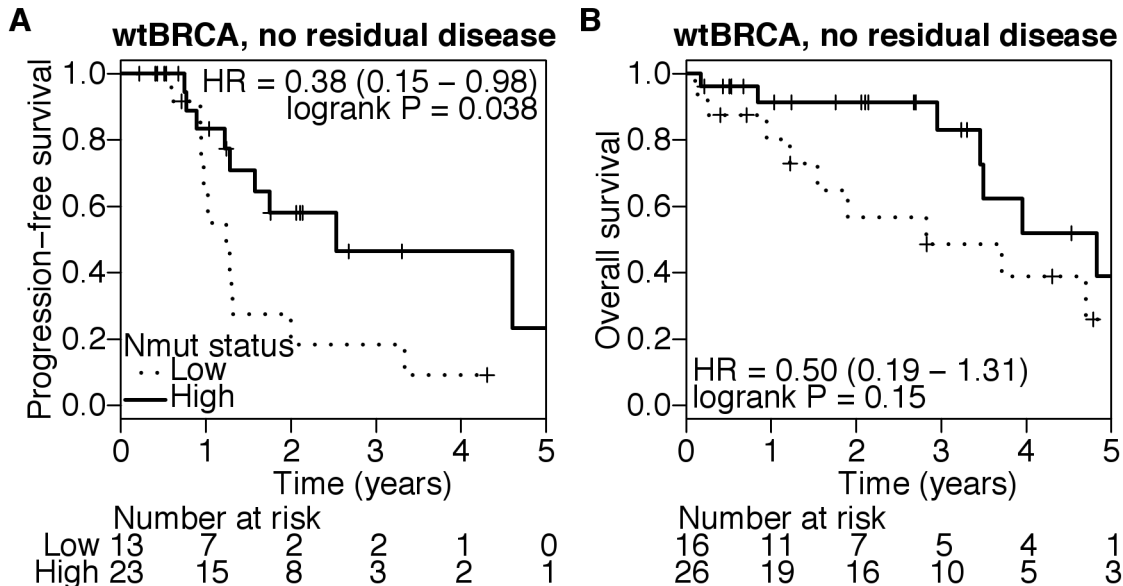 A
wtBRCA, no residual disease
Progression−free survival
1.0
0.8
0.6
0.4
0.2
0.0
HR = 0.38 (0.15 − 0.98)
logrank P = 0.038
Nmut status
Low
High
0 1 2 3 4 5
Time (years)
Number at risk
Low 13 7 2 2 1 0
High 23 15 8 3 2 1
B
wtBRCA, no residual disease
Overall survival
1.0
0.8
0.6
0.4
0.2
0.0
HR = 0.50 (0.19 − 1.31)
logrank P = 0.15
0 1 2 3 4 5
Time (years)
Number at risk
16 11 7 5 4 1
26 19 16 10 5 3